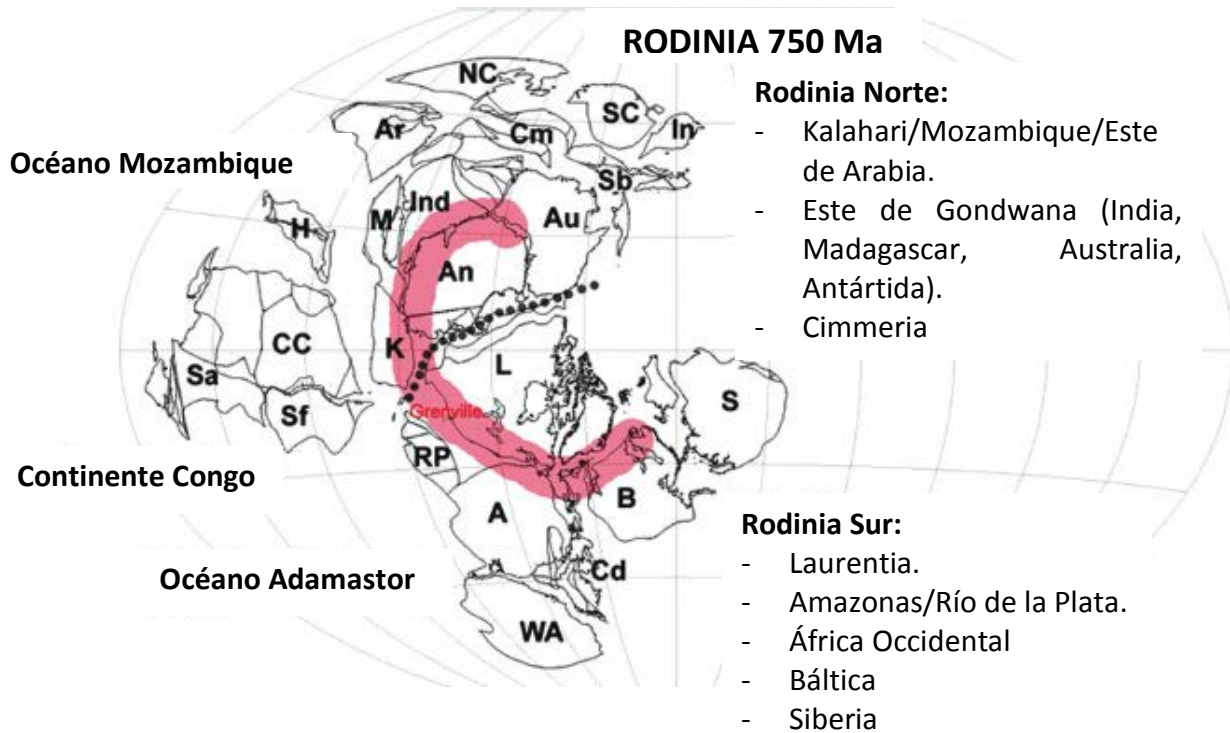 RODINIA 750 Ma
NC
SC
In
Ar
Cm
Sb
Océano Mozambique
Ind
Au
M
H
An
CC
K
L
Sa
S
Sf
Grenville
RP
Continente Congo
A
B
Océano Adamastor
Cd
WA
Rodinia Norte:
- Kalahari/Mozambique/Este
de Arabia.
- Este de Gondwana (India,
Madagascar, Australia,
Antártida).
- Cimmeria
Rodinia Sur:
- Laurentia.
- Amazonas/Río de la Plata.
- África Occidental
- Báltica
- Siberia